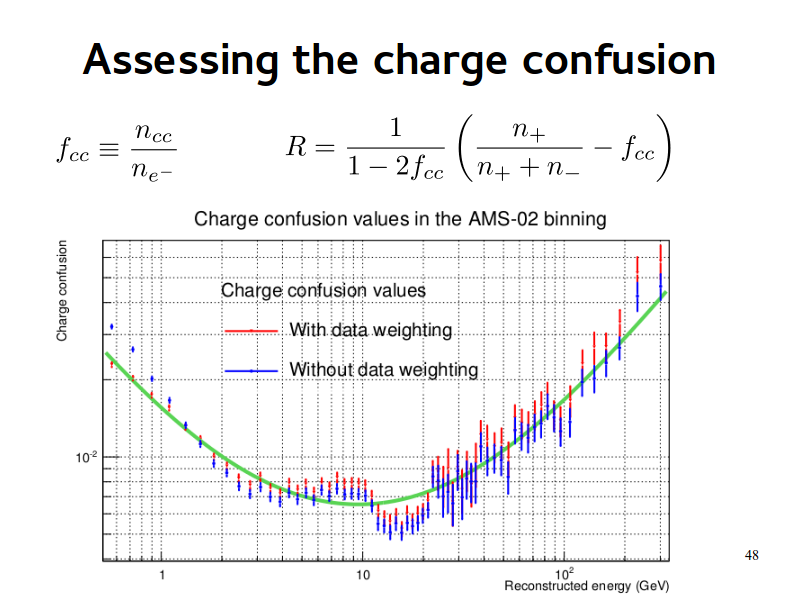 Assessing the charge confusion
f_{cc} ≡ \frac{n_{cc}}{n_{e^-}}
R = \frac{1}{1 - 2f_{cc}} \left( \frac{n_+}{n_+ + n_-} - f_{cc} \right)
Charge confusion values in the AMS-02 binning
Charge confusion
Charge confusion values
With data weighting
Without data weighting
10^{-2}
1 10 10^2
Reconstructed energy (GeV)
48